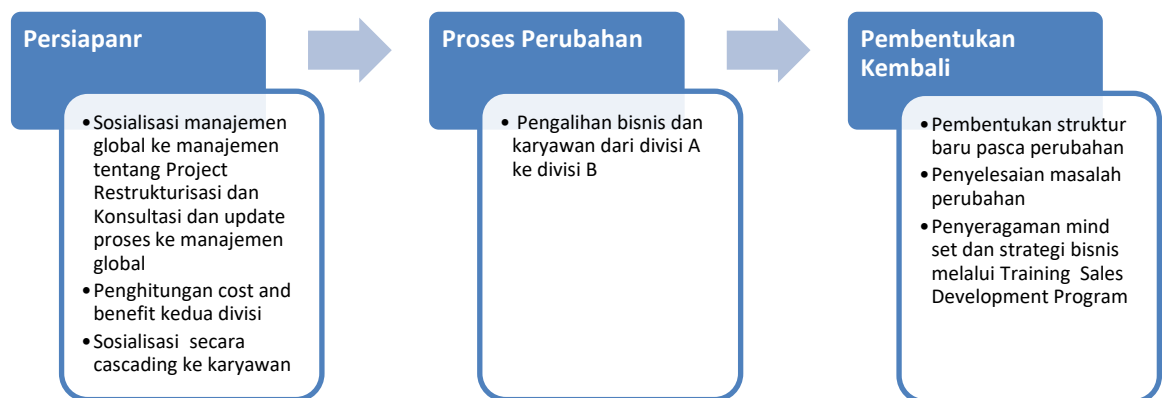 Persiapanr
•Sosialisasi manajemen
global ke manajemen
tentang Project
Restrukturisasi dan
Konsultasi dan update
proses ke manajemen
global
•Penghitungan cost and
benefit kedua divisi
•Sosialisasi secara
cascading ke karyawan
Proses Perubahan
• Pengalihan bisnis dan
karyawan dari divisi A
ke divisi B
Pembentukan
Kembali
•Pembentukan struktur
baru pasca perubahan
•Penyelesaian masalah
perubahan
•Penyeragaman mind
set dan strategi bisnis
melalui Training Sales
Development Program